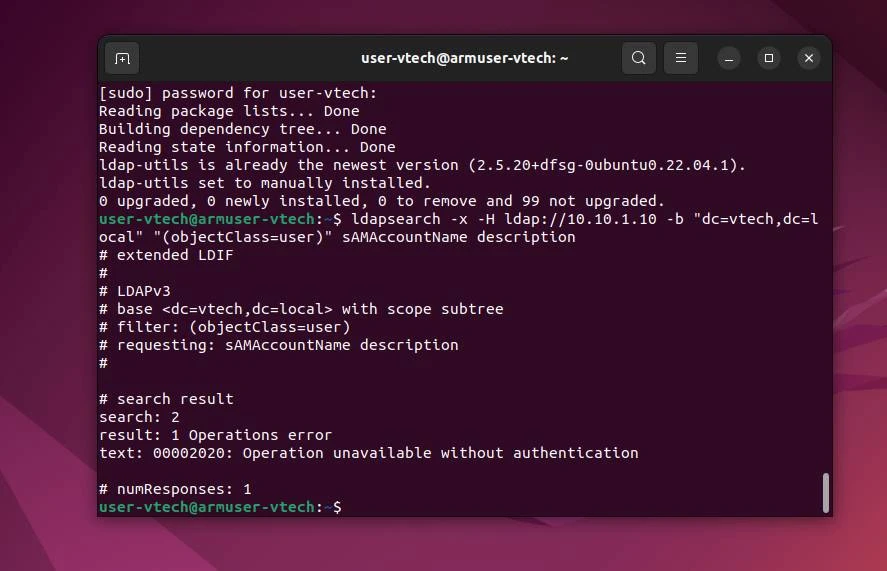 user-vtech@armuser-vtech: ~
[sudo] password for user-vtech:
Reading package lists... Done
Building dependency tree... Done
Reading state information... Done
ldap-utils is already the newest version (2.5.20+dfsg-0ubuntu0.22.04.1).
ldap-utils set to manually installed.
0 upgraded, 0 newly installed, 0 to remove and 99 not upgraded.
user-vtech@armuser-vtech:~$ ldapsearch -x -H ldap://10.10.1.10 -b "dc=vtech,dc=l
ocal" "(objectClass=user)" sAMAccountName description
# extended LDIF
#
# LDAPv3
# base <dc=vtech,dc=local> with scope subtree
# filter: (objectClass=user)
# requesting: sAMAccountName description
#
# search result
search: 2
result: 1 Operations error
text: 00002020: Operation unavailable without authentication
# numResponses: 1
user-vtech@armuser-vtech:~$